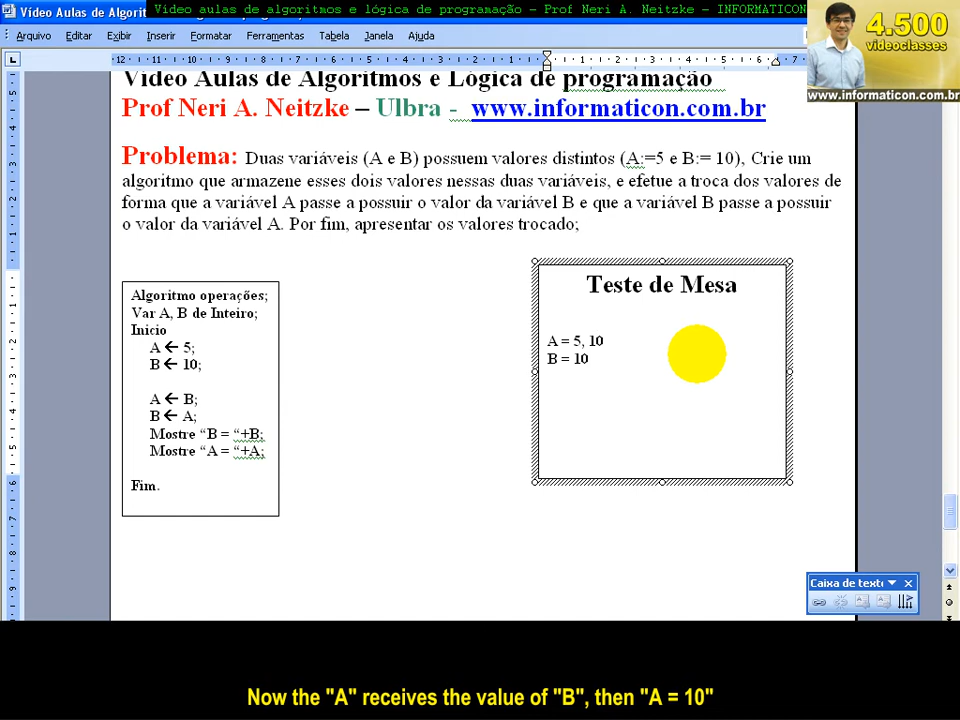 Vídeo Aulas de Algor
Vídeo aulas de algoritmos e lógica de programação - Prof Neri A. Neitzke - INFORMATICON
Arquivo Editar Exibir Inserir Formatar Ferramentas Tabela Janela Ajuda
4.500
videoclasses
www.informaticon.com.br
Vídeo Aulas de Algoritmos e Lógica de programação
Prof Neri A. Neitzke – Ulbra - www.informaticon.com.br
Problema: Duas variáveis (A e B) possuem valores distintos (A:=5 e B:= 10), Crie um
algoritmo que armazene esses dois valores nessas duas variáveis, e efetue a troca dos valores de
forma que a variável A passe a possuir o valor da variável B e que a variável B passe a possuir
o valor da variável A. Por fim, apresentar os valores trocado;
Algoritmo operações;
Var A, B de Inteiro;
Inicio
A ← 5;
B ← 10;
A ← B;
B ← A;
Mostre “B = “+B;
Mostre “A = “+A;
Fim.
Teste de Mesa
A = 5, 10
B = 10
Caixa de texto
Now the "A" receives the value of "B", then "A = 10"